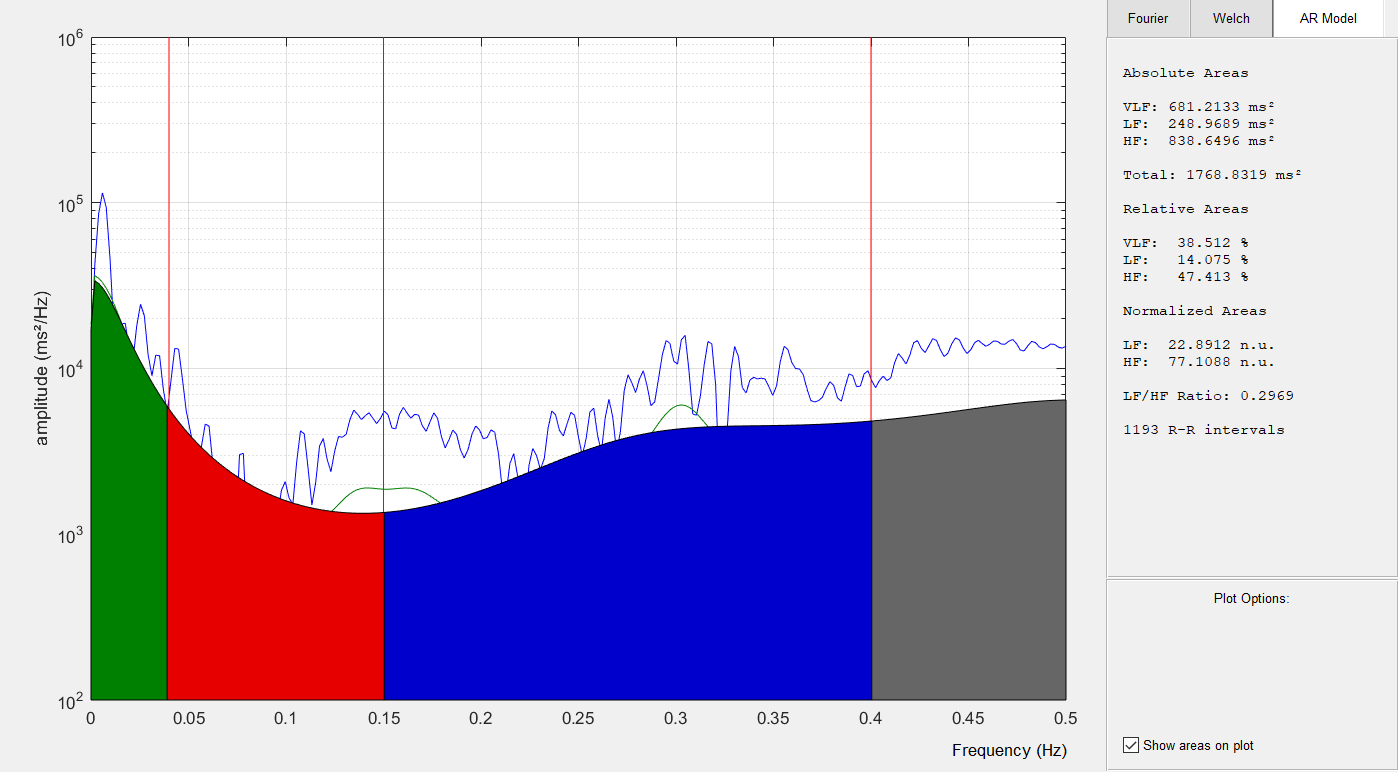 Fourier Welch AR Model
Absolute Areas
VLF: 681.2133 ms²
LF: 248.9689 ms²
HF: 838.6496 ms²
Total: 1768.8319 ms²
Relative Areas
VLF: 38.512 %
LF: 14.075 %
HF: 47.413 %
Normalized Areas
LF: 22.8912 n.u.
HF: 77.1088 n.u.
LF/HF Ratio: 0.2969
1193 R-R intervals
Plot Options:
Show areas on plot
amplitude (ms²/Hz)
10⁶
10⁵
10⁴
10³
10²
0 0.05 0.1 0.15 0.2 0.25 0.3 0.35 0.4 0.45 0.5
Frequency (Hz)